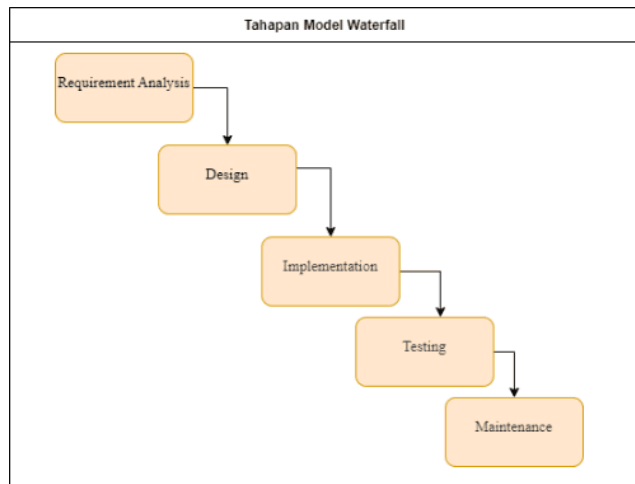 Tahapan Model Waterfall
Requirement Analysis
Design
Implementation
Testing
Maintenance